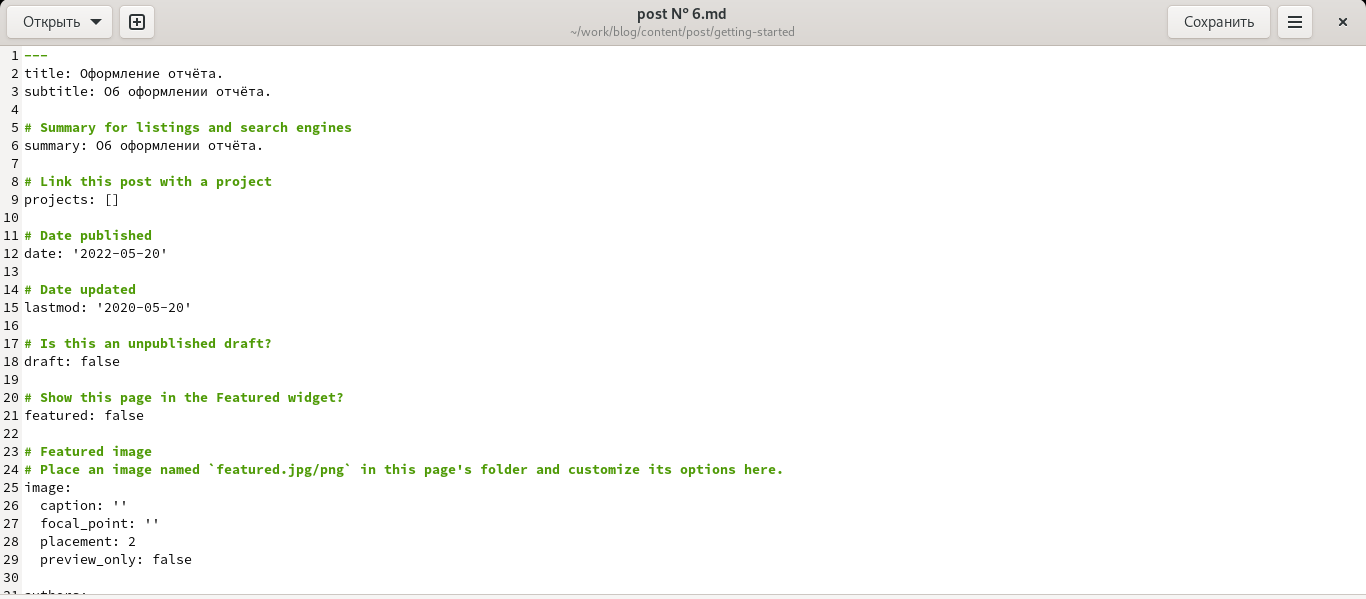 Открыть
post № 6.md
~/work/blog/content/post/getting-started
Сохранить
1 ---
2 title: Оформление отчёта.
3 subtitle: Об оформлении отчёта.
4
5 # Summary for listings and search engines
6 summary: Об оформлении отчёта.
7
8 # Link this post with a project
9 projects: []
10
11 # Date published
12 date: '2022-05-20'
13
14 # Date updated
15 lastmod: '2020-05-20'
16
17 # Is this an unpublished draft?
18 draft: false
19
20 # Show this page in the Featured widget?
21 featured: false
22
23 # Featured image
24 # Place an image named `featured.jpg/png` in this page's folder and customize its options here.
25 image:
26   caption: ''
27   focal_point: ''
28   placement: 2
29   preview_only: false
30
31 authors: